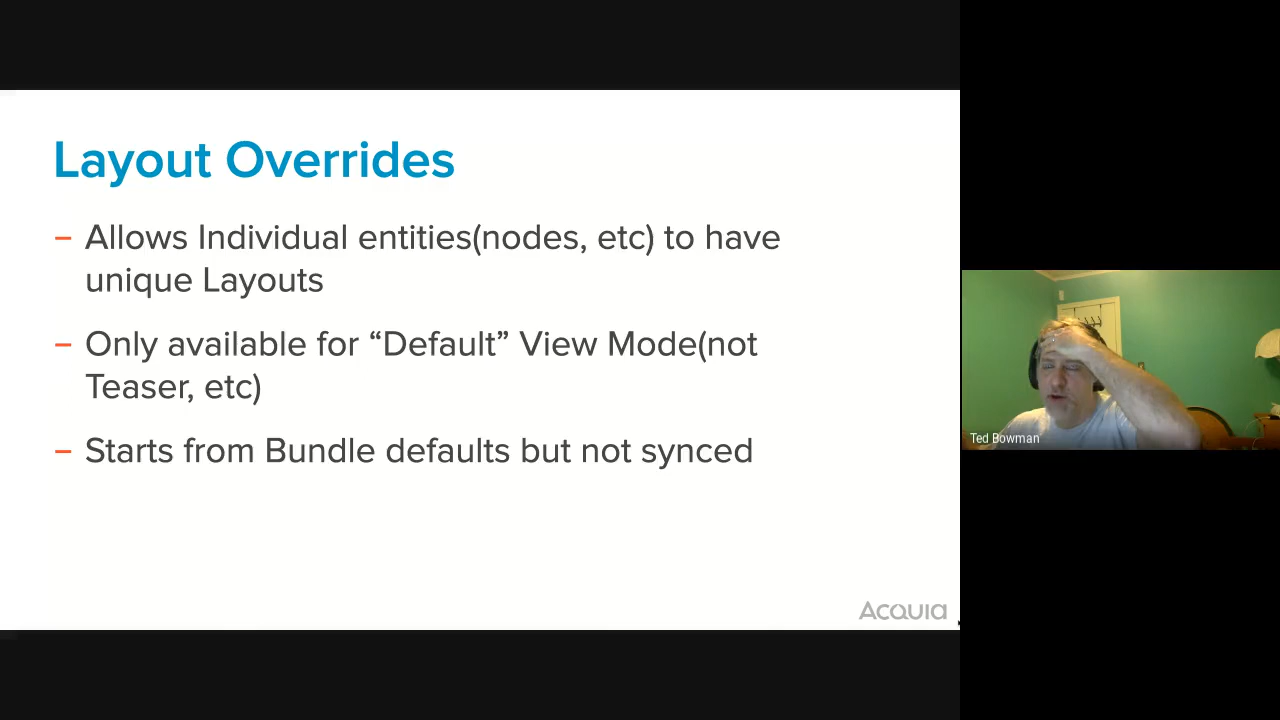 Layout Overrides
– Allows Individual entities(nodes, etc) to have
unique Layouts
– Only available for “Default” View Mode(not
Teaser, etc)
– Starts from Bundle defaults but not synced
Acquia
Ted Bowman